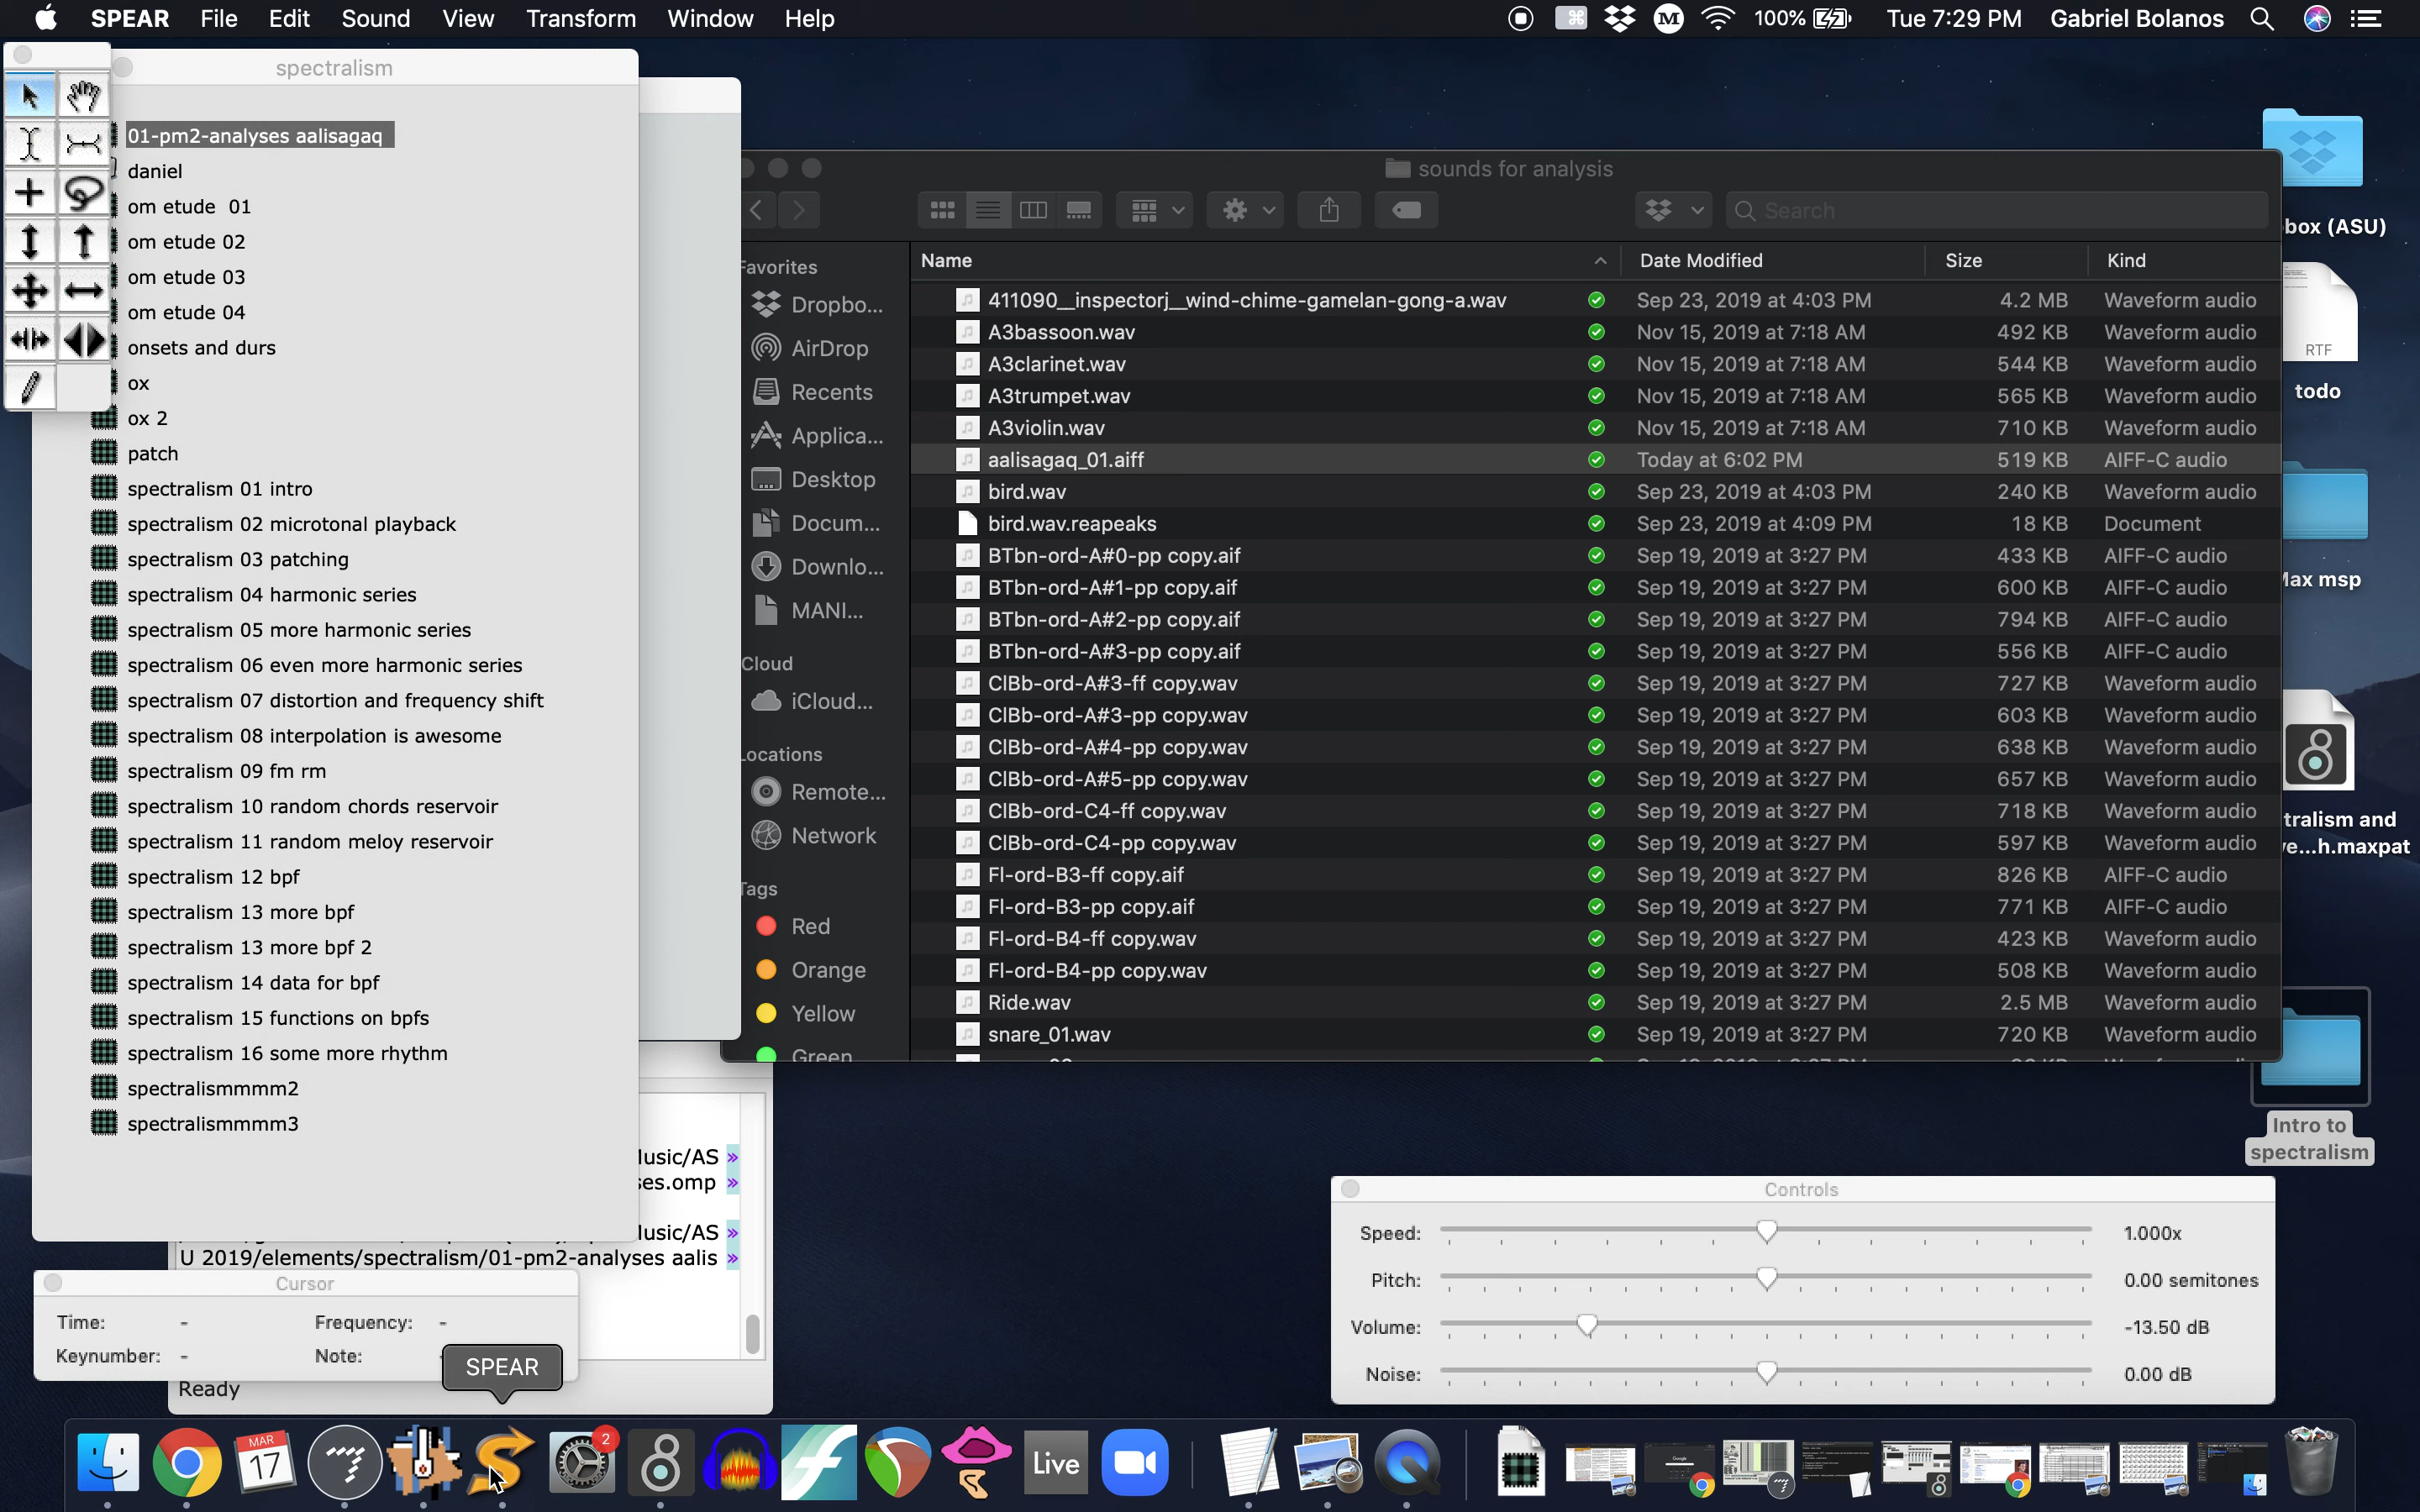 SPEAR File Edit Sound View Transform Window Help
100% Tue 7:29 PM Gabriel Bolanos
spectralism
01-pm2-analyses aalisagaq
daniel
om etude  01
om etude 02
om etude 03
om etude 04
onsets and durs
ox
ox 2
patch
spectralism 01 intro
spectralism 02 microtonal playback
spectralism 03 patching
spectralism 04 harmonic series
spectralism 05 more harmonic series
spectralism 06 even more harmonic series
spectralism 07 distortion and frequency shift
spectralism 08 interpolation is awesome
spectralism 09 fm rm
spectralism 10 random chords reservoir
spectralism 11 random meloy reservoir
spectralism 12 bpf
spectralism 13 more bpf
spectralism 13 more bpf 2
spectralism 14 data for bpf
spectralism 15 functions on bpfs
spectralism 16 some more rhythm
spectralismmmm2
spectralismmmm3
lusic/AS »
ses.omp »
lusic/AS »
U 2019/elements/spectralism/01-pm2-analyses aalis »
Ready
Cursor
Time: - Frequency: -
Keynumber: - Note:
SPEAR
sounds for analysis
Search
Favorites
Dropbo...
AirDrop
Recents
Applica...
Desktop
Docum...
Downlo...
MANI...
Cloud
iCloud...
Locations
Remote...
Network
Tags
Red
Orange
Yellow
Green
Name Date Modified Size Kind
411090__inspectorj__wind-chime-gamelan-gong-a.wav Sep 23, 2019 at 4:03 PM 4.2 MB Waveform audio
A3bassoon.wav Nov 15, 2019 at 7:18 AM 492 KB Waveform audio
A3clarinet.wav Nov 15, 2019 at 7:18 AM 544 KB Waveform audio
A3trumpet.wav Nov 15, 2019 at 7:18 AM 565 KB Waveform audio
A3violin.wav Nov 15, 2019 at 7:18 AM 710 KB Waveform audio
aalisagaq_01.aiff Today at 6:02 PM 519 KB AIFF-C audio
bird.wav Sep 23, 2019 at 4:03 PM 240 KB Waveform audio
bird.wav.reapeaks Sep 23, 2019 at 4:09 PM 18 KB Document
BTbn-ord-A#0-pp copy.aif Sep 19, 2019 at 3:27 PM 433 KB AIFF-C audio
BTbn-ord-A#1-pp copy.aif Sep 19, 2019 at 3:27 PM 600 KB AIFF-C audio
BTbn-ord-A#2-pp copy.aif Sep 19, 2019 at 3:27 PM 794 KB AIFF-C audio
BTbn-ord-A#3-pp copy.aif Sep 19, 2019 at 3:27 PM 556 KB AIFF-C audio
ClBb-ord-A#3-ff copy.wav Sep 19, 2019 at 3:27 PM 727 KB Waveform audio
ClBb-ord-A#3-pp copy.wav Sep 19, 2019 at 3:27 PM 603 KB Waveform audio
ClBb-ord-A#4-pp copy.wav Sep 19, 2019 at 3:27 PM 638 KB Waveform audio
ClBb-ord-A#5-pp copy.wav Sep 19, 2019 at 3:27 PM 657 KB Waveform audio
ClBb-ord-C4-ff copy.wav Sep 19, 2019 at 3:27 PM 718 KB Waveform audio
ClBb-ord-C4-pp copy.wav Sep 19, 2019 at 3:27 PM 597 KB Waveform audio
Fl-ord-B3-ff copy.aif Sep 19, 2019 at 3:27 PM 826 KB AIFF-C audio
Fl-ord-B3-pp copy.aif Sep 19, 2019 at 3:27 PM 771 KB AIFF-C audio
Fl-ord-B4-ff copy.wav Sep 19, 2019 at 3:27 PM 423 KB Waveform audio
Fl-ord-B4-pp copy.wav Sep 19, 2019 at 3:27 PM 508 KB Waveform audio
Ride.wav Sep 19, 2019 at 3:27 PM 2.5 MB Waveform audio
snare_01.wav Sep 19, 2019 at 3:27 PM 720 KB Waveform audio
box (ASU)
RTF
todo
Max msp
tralism and
ve...h.maxpat
Intro to
spectralism
Controls
Speed: 1.000x
Pitch: 0.00 semitones
Volume: -13.50 dB
Noise: 0.00 dB
MAR
17
2
Live